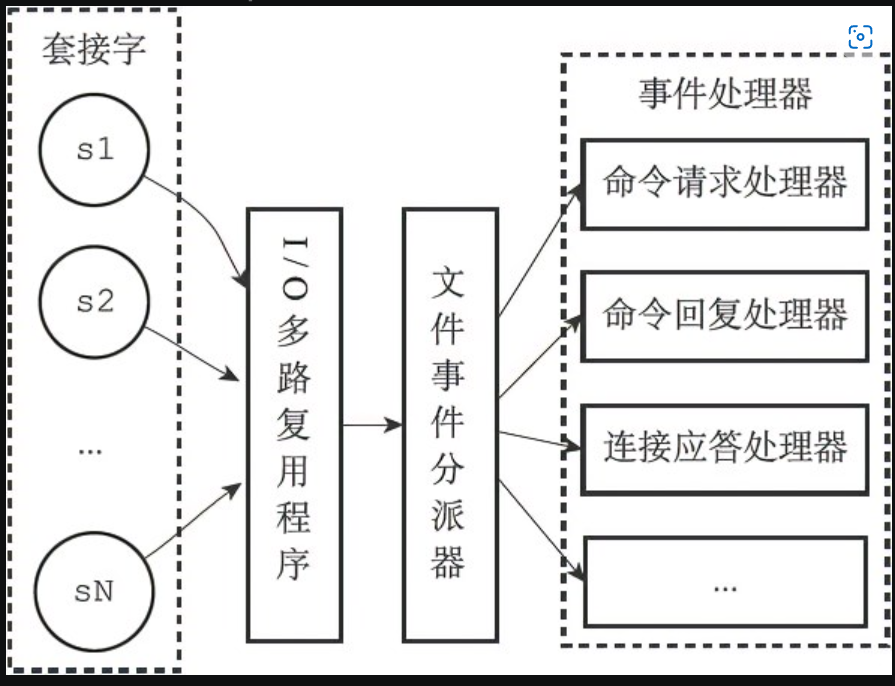 套接字
s1
s2
...
sN
I/O多路复用程序
文件事件分派器
事件处理器
命令请求处理器
命令回复处理器
连接应答处理器
...